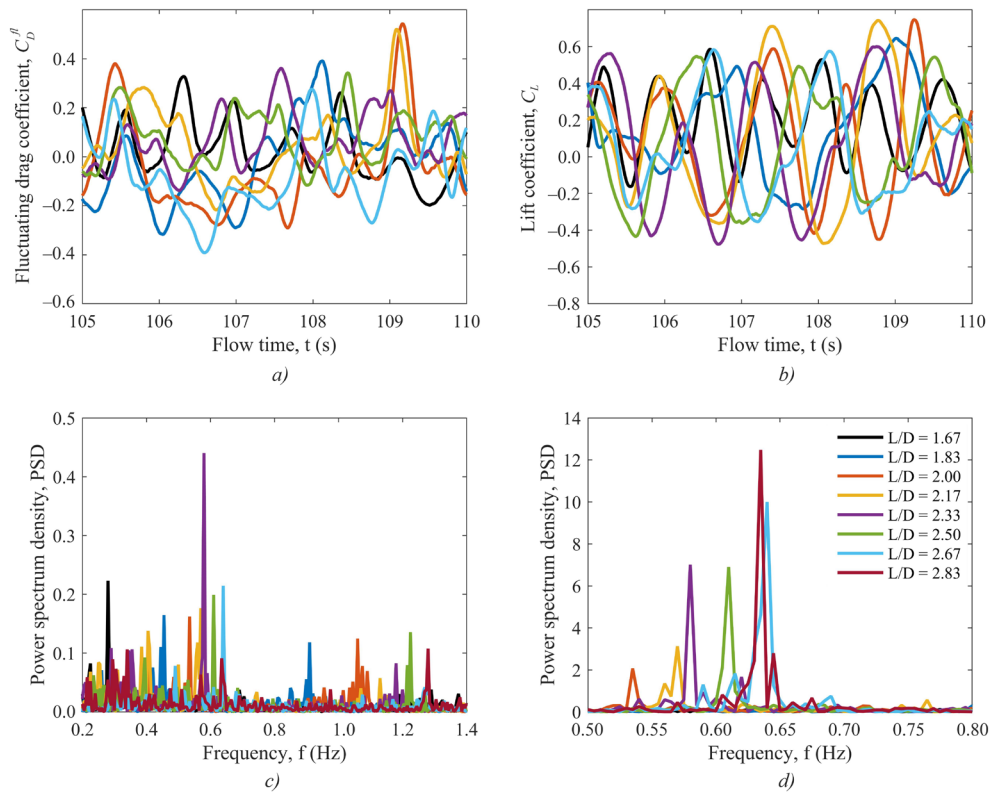 Fluctuating drag coefficient, C_D^fl
0.4
0.2
0.0
–0.2
–0.4
–0.6
105 106 107 108 109 110
Flow time, t (s)
a)
Lift coefficient, C_L
0.6
0.4
0.2
0.0
–0.2
–0.4
–0.6
–0.8
105 106 107 108 109 110
Flow time, t (s)
b)
Power spectrum density, PSD
0.5
0.4
0.3
0.2
0.1
0.0
0.2 0.4 0.6 0.8 1.0 1.2 1.4
Frequency, f (Hz)
c)
Power spectrum density, PSD
14
12
10
8
6
4
2
0
0.50 0.55 0.60 0.65 0.70 0.75 0.80
Frequency, f (Hz)
d)
L/D = 1.67
L/D = 1.83
L/D = 2.00
L/D = 2.17
L/D = 2.33
L/D = 2.50
L/D = 2.67
L/D = 2.83